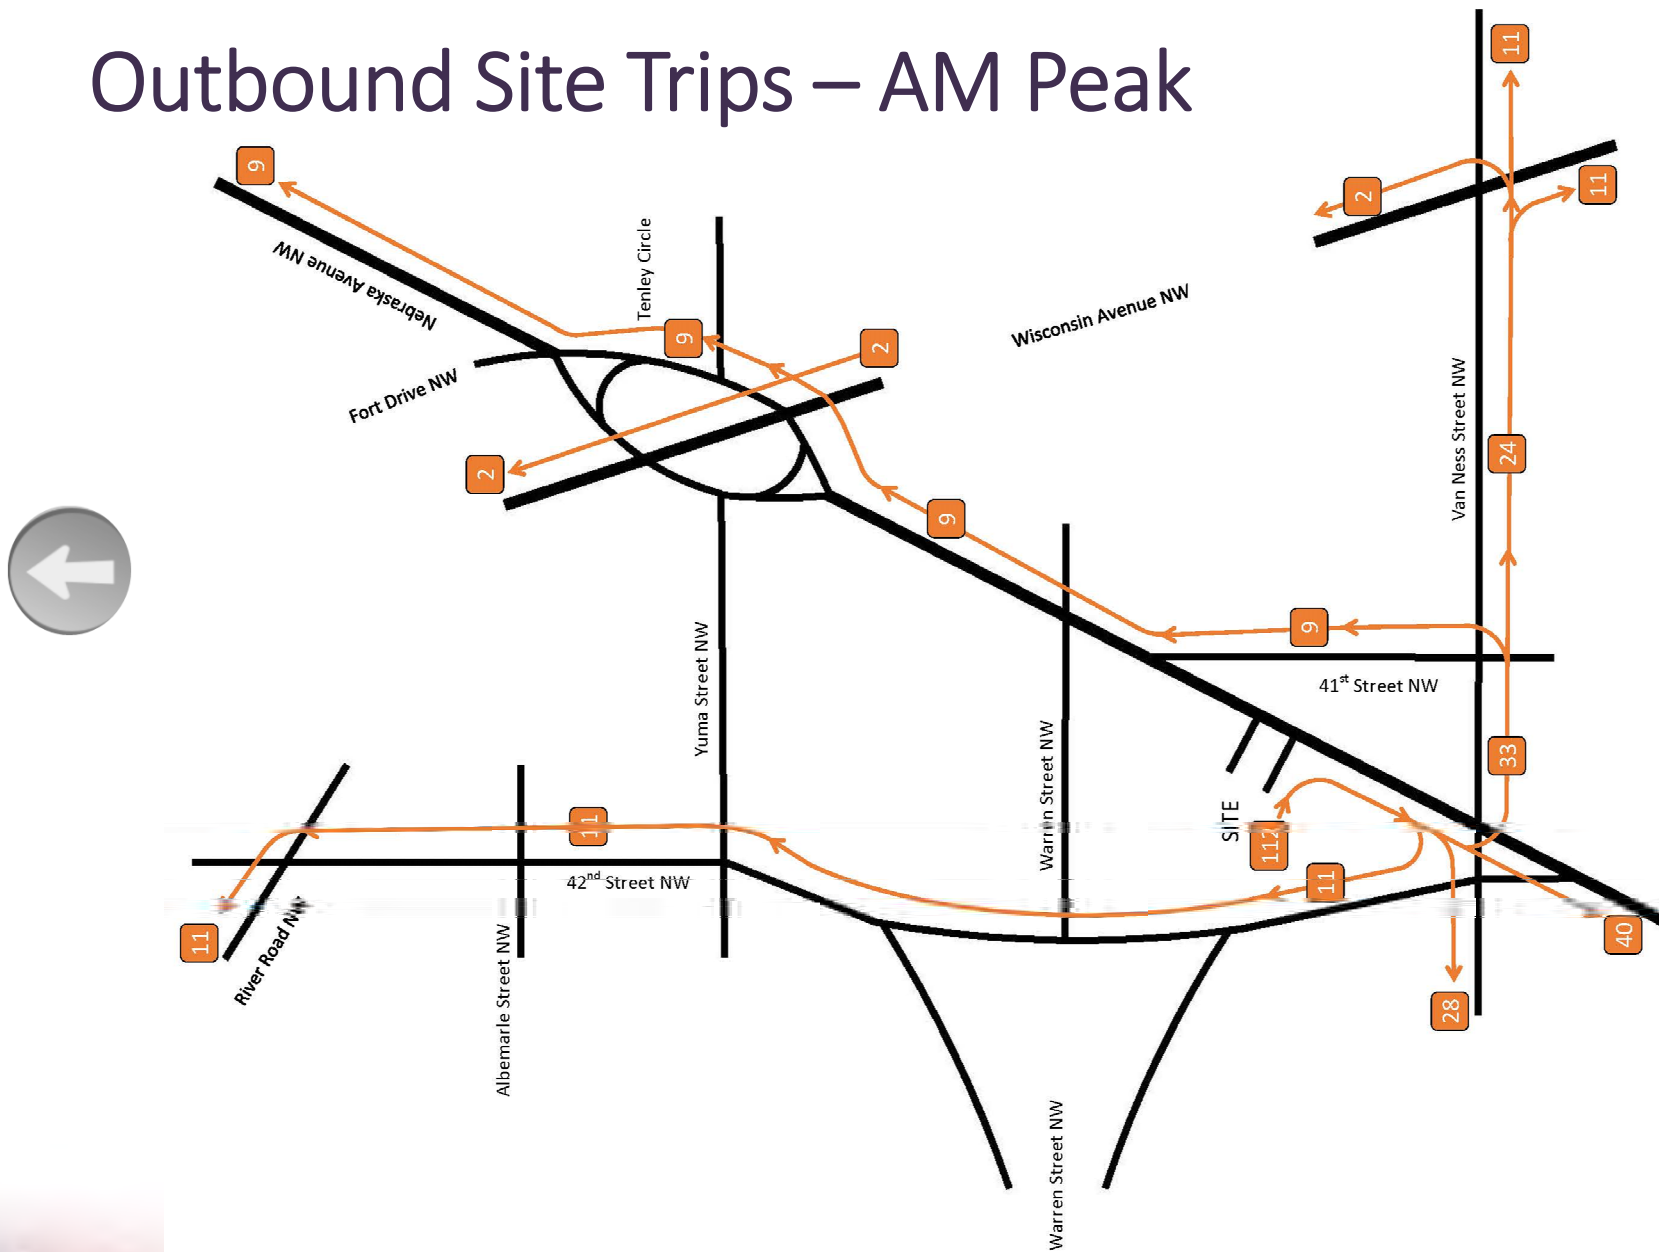 Outbound Site Trips – AM Peak
11
9
2
11
Nebraska Avenue NW
Tenley Circle
Wisconsin Avenue NW
9
2
Fort Drive NW
Van Ness Street NW
24
2
9
9
41st Street NW
Yuma Street NW
Warren Street NW
33
SITE
112
11
42nd Street NW
11
River Road NW
11
40
Albemarle Street NW
28
Warren Street NW